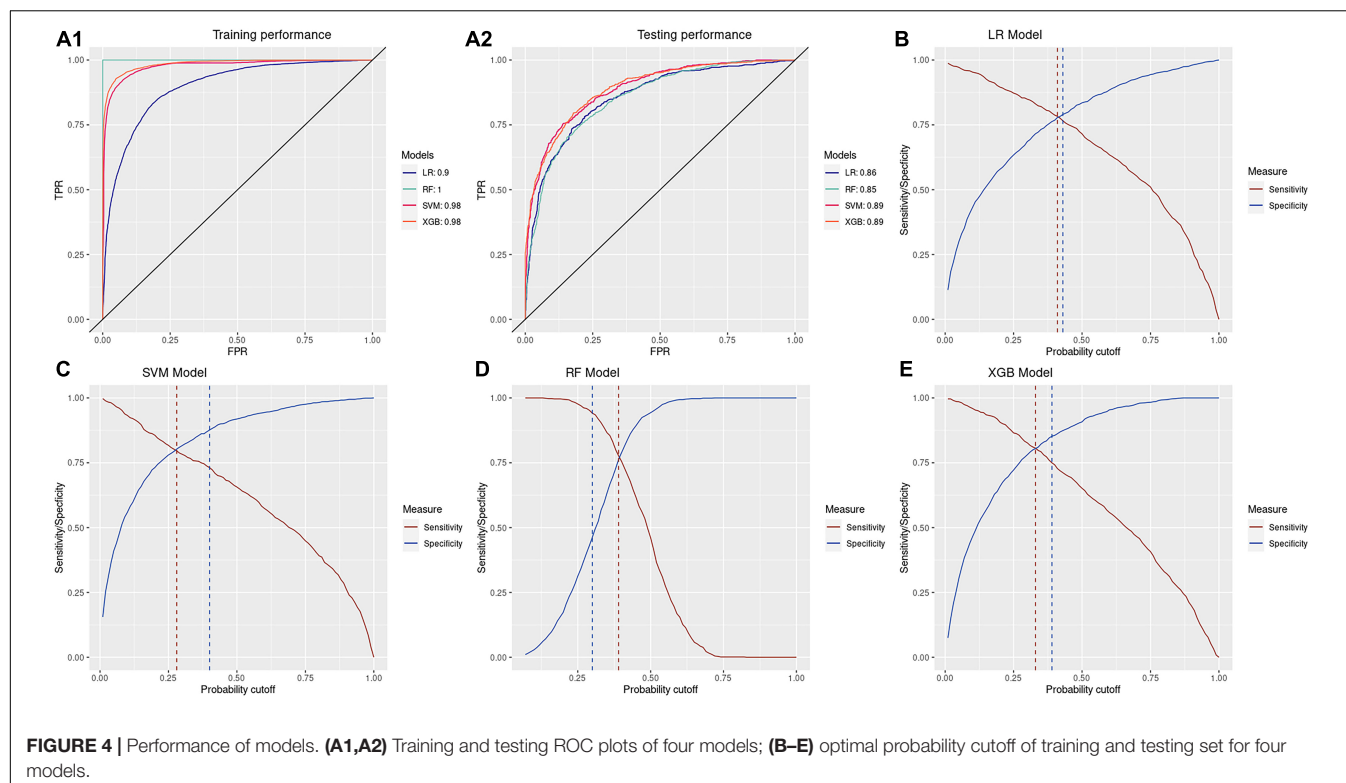 A1
Training performance
1.00
0.75
0.50
0.25
0.00
TPR
0.00 0.25 0.50 0.75 1.00
FPR
Models
LR: 0.9
RF: 1
SVM: 0.98
XGB: 0.98
A2
Testing performance
1.00
0.75
0.50
0.25
0.00
TPR
0.00 0.25 0.50 0.75 1.00
FPR
Models
LR: 0.86
RF: 0.85
SVM: 0.89
XGB: 0.89
B
LR Model
1.00
0.75
0.50
0.25
0.00
Sensitivity/Specificity
0.00 0.25 0.50 0.75 1.00
Probability cutoff
Measure
Sensitivity
Specificity
C
SVM Model
1.00
0.75
0.50
0.25
0.00
Sensitivity/Specificity
0.00 0.25 0.50 0.75 1.00
Probability cutoff
Measure
Sensitivity
Specificity
D
RF Model
1.00
0.75
0.50
0.25
0.00
Sensitivity/Specificity
0.25 0.50 0.75 1.00
Probability cutoff
Measure
Sensitivity
Specificity
E
XGB Model
1.00
0.75
0.50
0.25
0.00
Sensitivity/Specificity
0.00 0.25 0.50 0.75 1.00
Probability cutoff
Measure
Sensitivity
Specificity
FIGURE 4 | Performance of models. (A1,A2) Training and testing ROC plots of four models; (B–E) optimal probability cutoff of training and testing set for four
models.